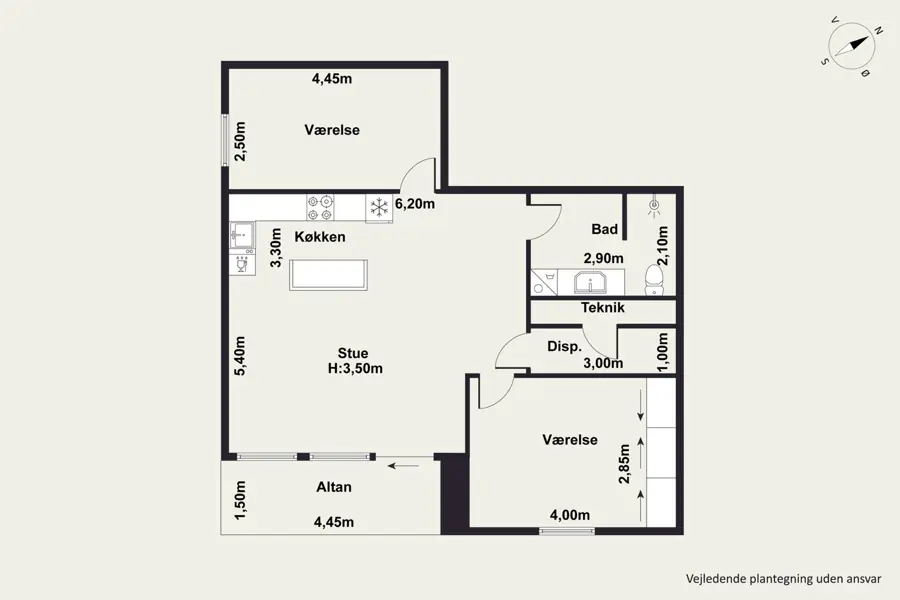 V
N
S
Ø
4,45m
Værelse
2,50m
6,20m
Køkken
3,30m
Bad
2,90m
2,10m
Teknik
Disp.
3,00m
1,00m
5,40m
Stue
H:3,50m
Værelse
2,85m
4,00m
Altan
1,50m
4,45m
Vejledende plantegning uden ansvar